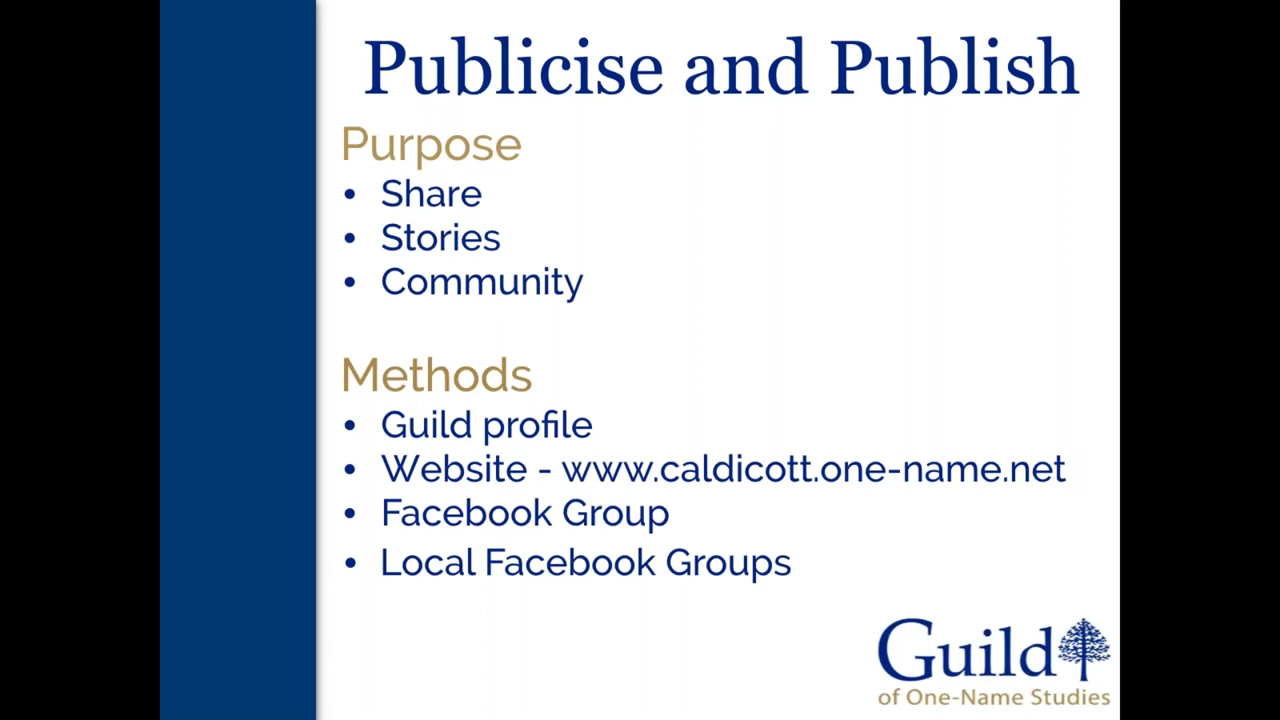 Publicise and Publish
Purpose
• Share
• Stories
• Community
Methods
• Guild profile
• Website - www.caldicott.one-name.net
• Facebook Group
• Local Facebook Groups
Guild
of One-Name Studies